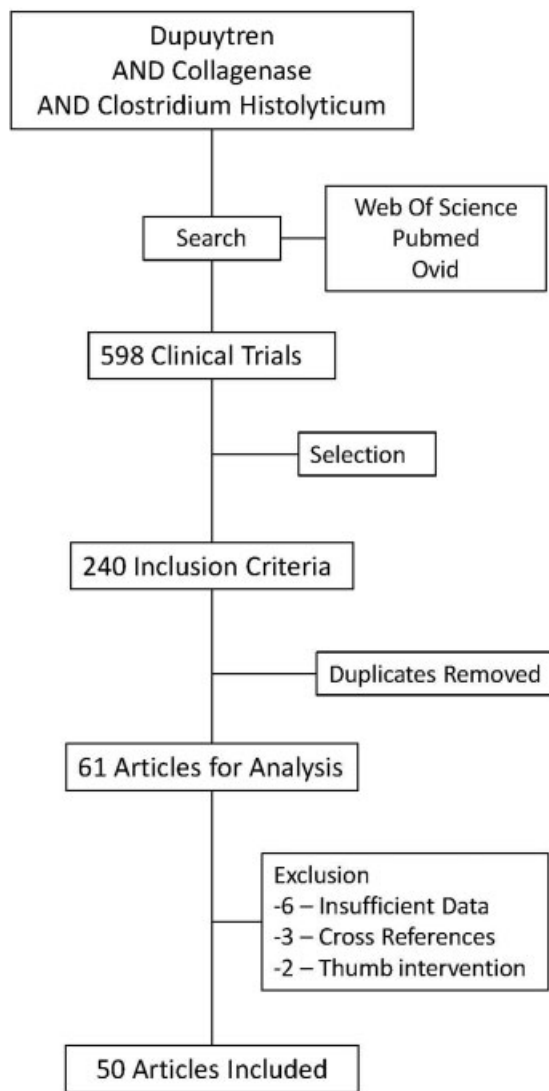 Dupuytren
AND Collagenase
AND Clostridium Histolyticum
Search
Web Of Science
Pubmed
Ovid
598 Clinical Trials
Selection
240 Inclusion Criteria
Duplicates Removed
61 Articles for Analysis
Exclusion
-6 – Insufficient Data
-3 – Cross References
-2 – Thumb intervention
50 Articles Included